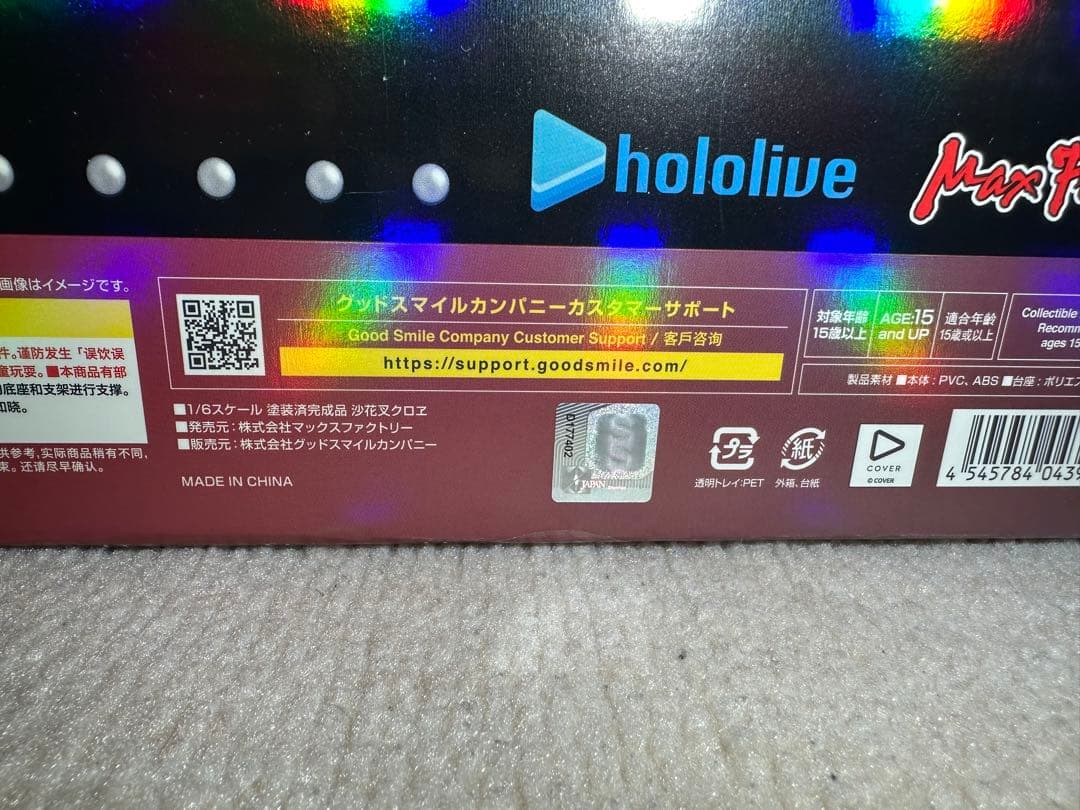 hololive
Max
画像はイメージです。
件。谨防发生「误饮误
童玩耍。■本商品有部
底座和支架进行支撑。
知晓。
供参考,实际商品稍有不同,
束。还请尽早确认。
グッドスマイルカンパニーカスタマーサポート
Good Smile Company Customer Support / 客戶咨询
https://support.goodsmile.com/
対象年齢
15歳以上
AGE:15
and UP
適合年齢
15歳或以上
Collectible
Recomm
ages 15
製品素材 ■本体:PVC, ABS ■台座:ポリエ
■1/6スケール 塗装済完成品 沙花叉クロヱ
■発売元:株式会社マックスファクトリー
■販売元:株式会社グッドスマイルカンパニー
MADE IN CHINA
JAPAN
プラ
透明トレイ:PET
紙
外箱、台紙
COVER
© COVER
4 545784 0439